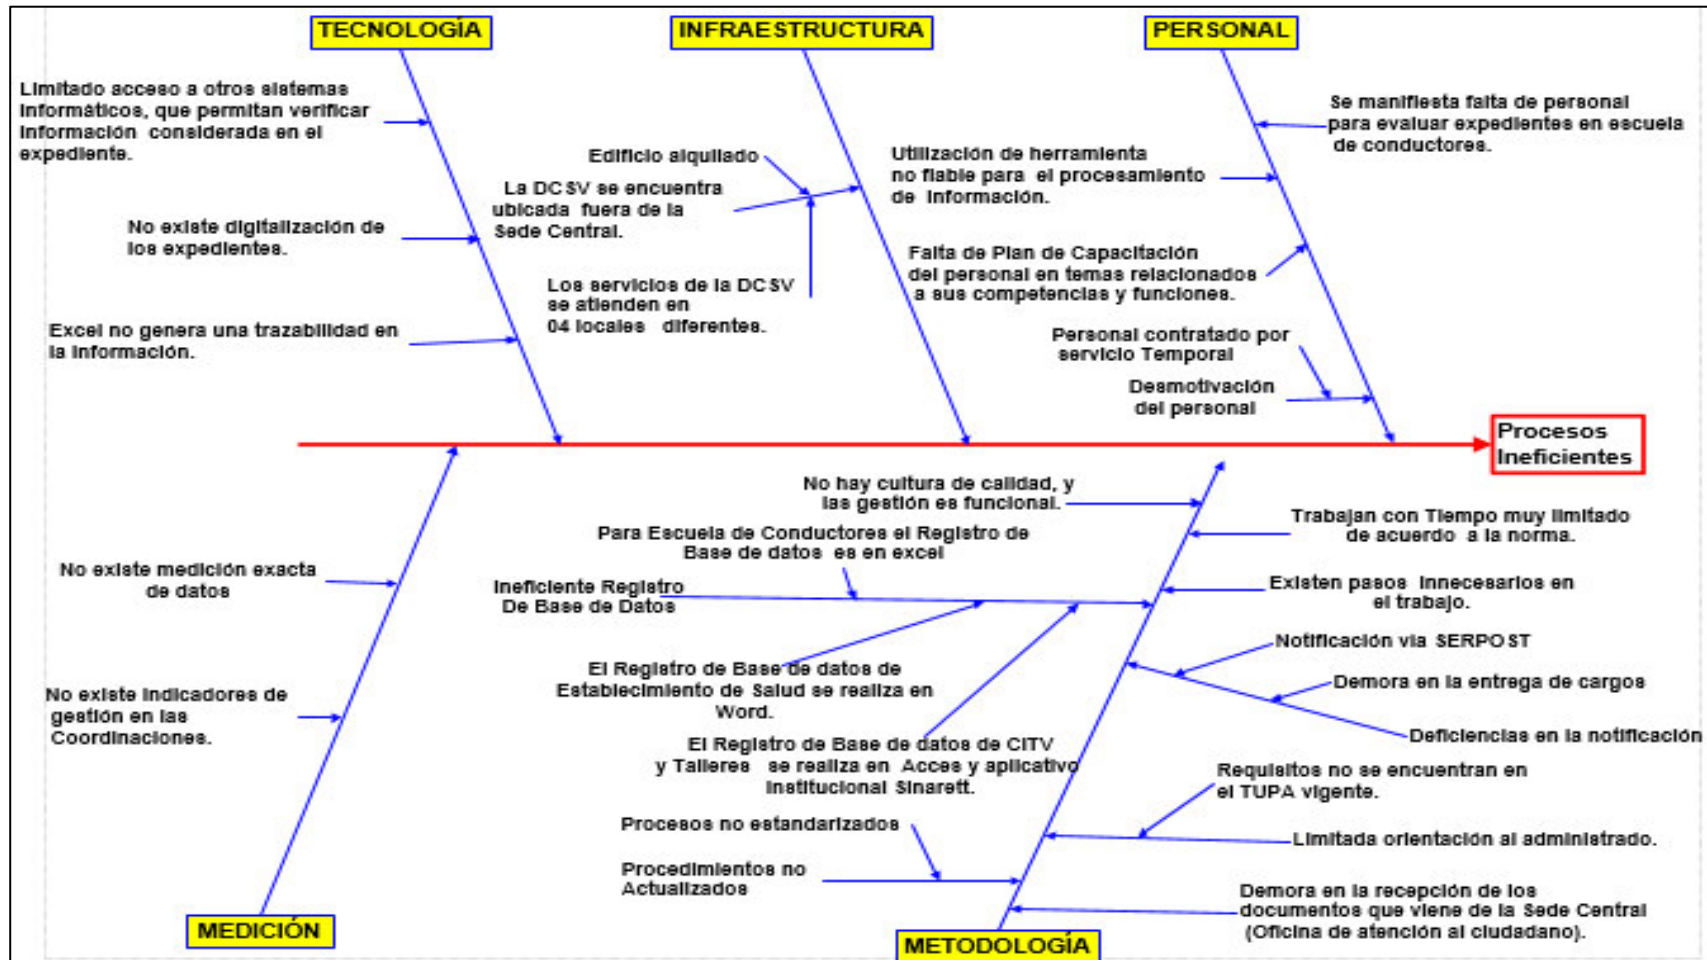 TECNOLOGÍA
INFRAESTRUCTURA
PERSONAL
Limitado acceso a otros sistemas
Informáticos, que permitan verificar
Información considerada en el
expediente.
No existe digitalización de
los expedientes.
Excel no genera una trazabilidad en
la Información.
Edificio alquilado
La DCSV se encuentra
ubicada fuera de la
Sede Central.
Los servicios de la DCSV
se atienden en
04 locales diferentes.
Se manifiesta falta de personal
para evaluar expedientes en escuela
de conductores.
Utilización de herramienta
no fiable para el procesamiento
de Información.
Falta de Plan de Capacitación
del personal en temas relacionados
a sus competencias y funciones.
Personal contratado por
servicio Temporal
Desmotivación
del personal
Procesos
Ineficientes
No existe medición exacta
de datos
No existe Indicadores de
gestión en las
Coordinaciones.
MEDICIÓN
No hay cultura de calidad, y
las gestión es funcional.
Para Escuela de Conductores el Registro de
Base de datos es en excel
Ineficiente Registro
De Base de Datos
El Registro de Base de datos de
Establecimiento de Salud se realiza en
Word.
El Registro de Base de datos de CITV
y Talleres se realiza en Acces y aplicativo
Institucional Sinarett.
Procesos no estandarizados
Procedimientos no
Actualizados
Trabajan con Tiempo muy limitado
de acuerdo a la norma.
Existen pasos Innecesarios en
el trabajo.
Notificación via SERPOST
Demora en la entrega de cargos
Deficiencias en la notificación
Requisitos no se encuentran en
el TUPA vigente.
Limitada orientación al administrado.
Demora en la recepción de los
documentos que viene de la Sede Central
(Oficina de atención al ciudadano).
METODOLOGÍA